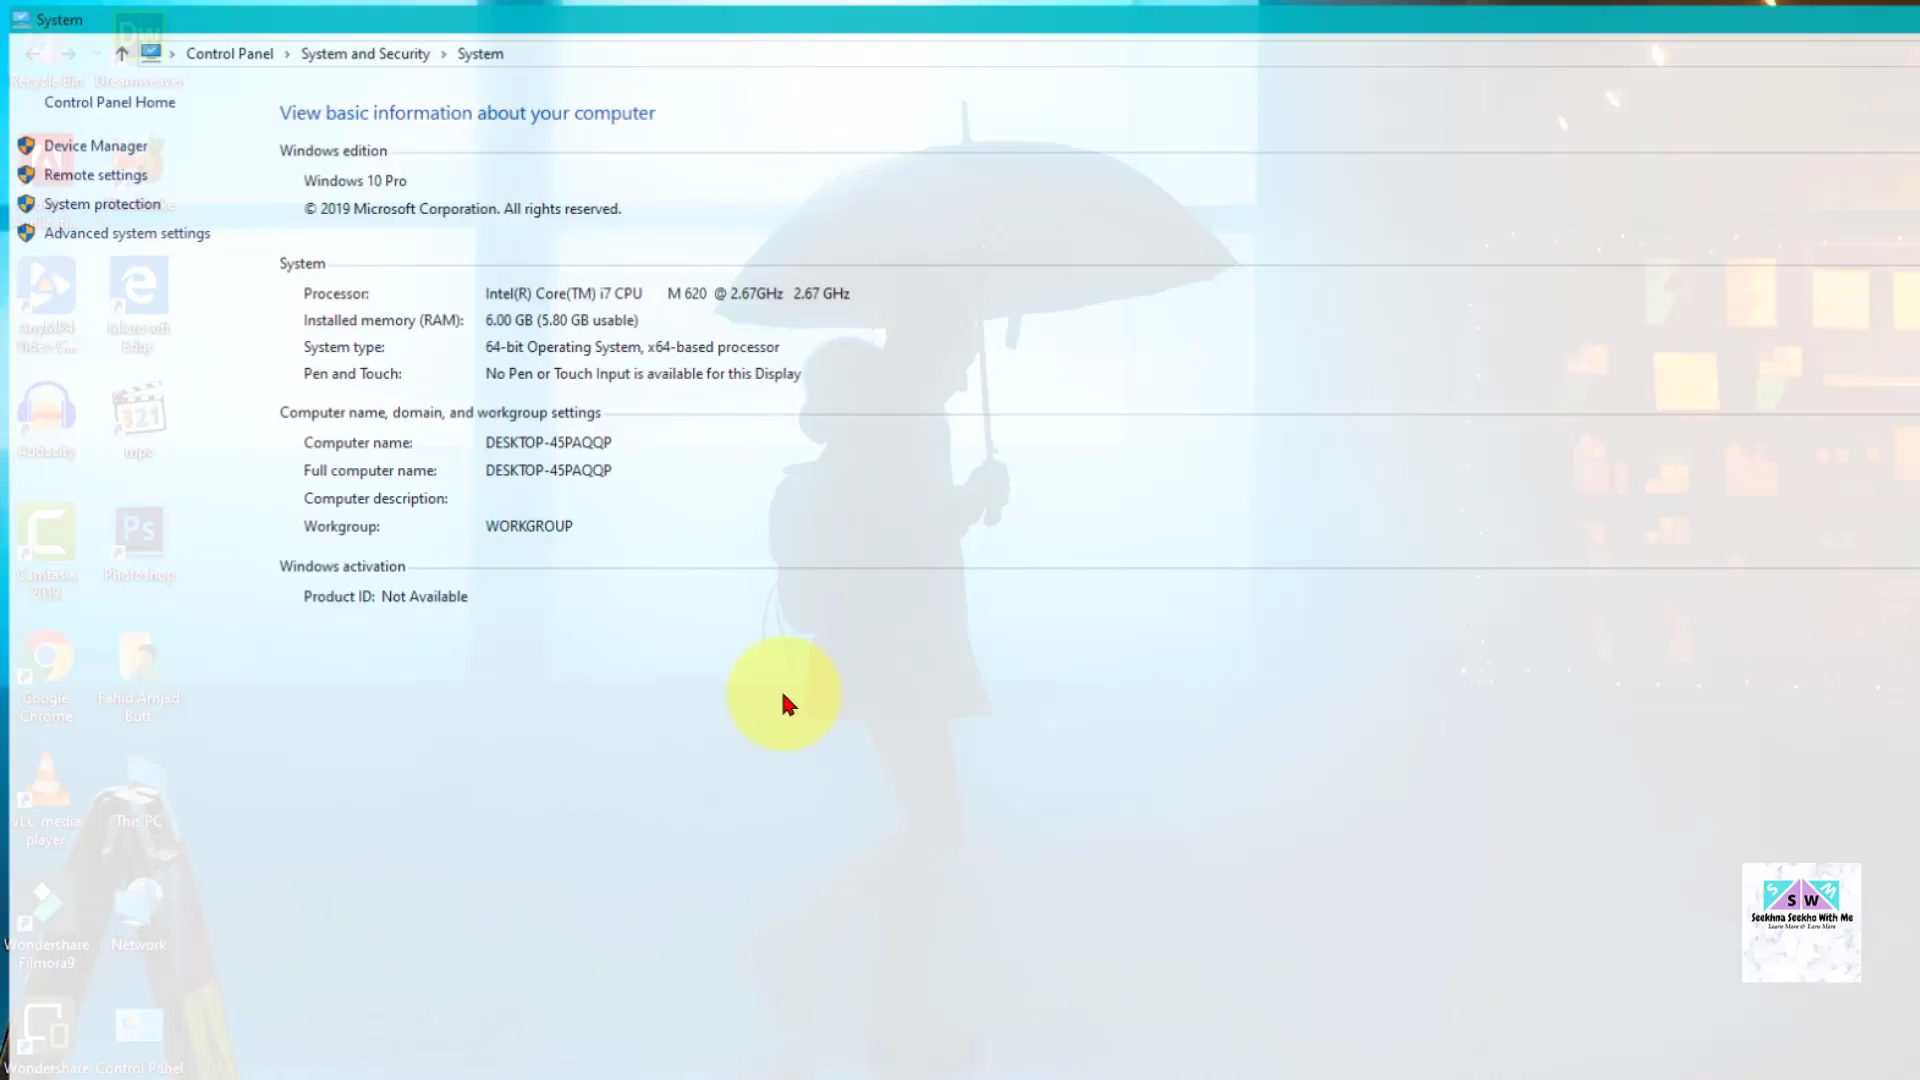 System
Control Panel > System and Security > System
Recycle Bin
Dreamweaver
Control Panel Home
Device Manager
Remote settings
System protection
Advanced system settings
View basic information about your computer
Windows edition
Windows 10 Pro
© 2019 Microsoft Corporation. All rights reserved.
System
Processor: Intel(R) Core(TM) i7 CPU M 620 @ 2.67GHz 2.67 GHz
Installed memory (RAM): 6.00 GB (5.80 GB usable)
System type: 64-bit Operating System, x64-based processor
Pen and Touch: No Pen or Touch Input is available for this Display
Computer name, domain, and workgroup settings
Computer name: DESKTOP-45PAQQP
Full computer name: DESKTOP-45PAQQP
Computer description:
Workgroup: WORKGROUP
Windows activation
Product ID: Not Available
Dw
AnyMP4
Video C...
Microsoft
Edge
Audacity
321
mpc
Camtasia
2019
Ps
Photoshop
Google
Chrome
Fahid Amjad
Butt
VLC media
player
This PC
Wondershare
Filmora9
Network
Wondershare
Control Panel
S S W M
Seekhna Seekho With Me
Learn More & Earn More